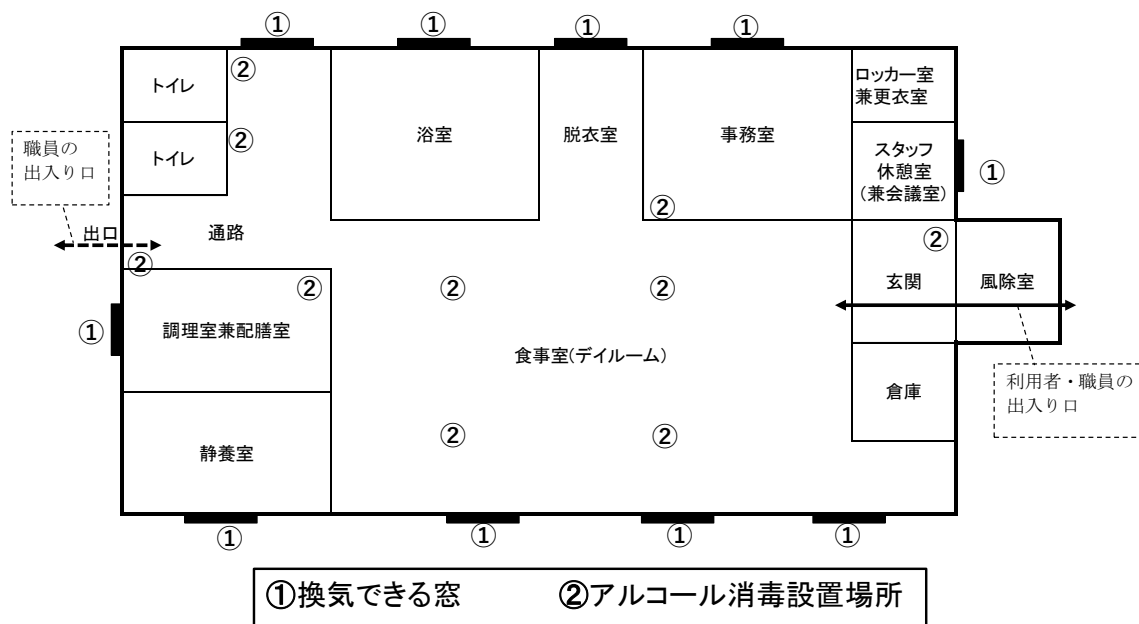 ① ① ① ①
トイレ
②
ロッカー室
兼更衣室
トイレ
②
浴室
脱衣室
事務室
スタッフ
休憩室
(兼会議室)
①
職員の
出入り口
②
出口
通路
②
②
②
②
②
玄関
風除室
①
調理室兼配膳室
食事室(デイルーム)
利用者・職員の
出入り口
倉庫
静養室
②
②
① ① ① ①
①換気できる窓 ②アルコール消毒設置場所